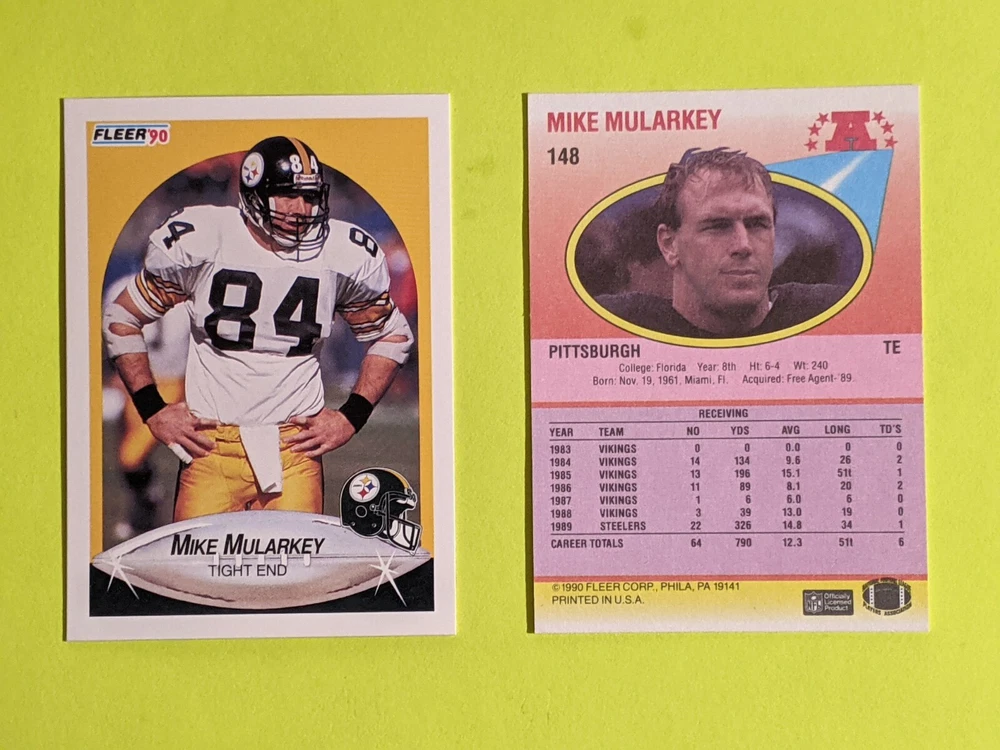 FLEER '90
84
84
84
84
MIKE MULARKEY
TIGHT END
MIKE MULARKEY
A
148
PITTSBURGH TE
College: Florida Year: 8th Ht: 6-4 Wt: 240
Born: Nov. 19, 1961, Miami, Fl. Acquired: Free Agent-'89
RECEIVING
YEAR TEAM NO YDS AVG LONG TD'S
1983 VIKINGS 0 0 0.0 0 0
1984 VIKINGS 14 134 9.6 26 2
1985 VIKINGS 13 196 15.1 51t 1
1986 VIKINGS 11 89 8.1 20 2
1987 VIKINGS 1 6 6.0 6 0
1988 VIKINGS 3 39 13.0 19 0
1989 STEELERS 22 326 14.8 34 1
CAREER TOTALS 64 790 12.3 51t 6
©1990 FLEER CORP., PHILA, PA 19141
PRINTED IN U.S.A.
NFL
Officially
Licensed
Product